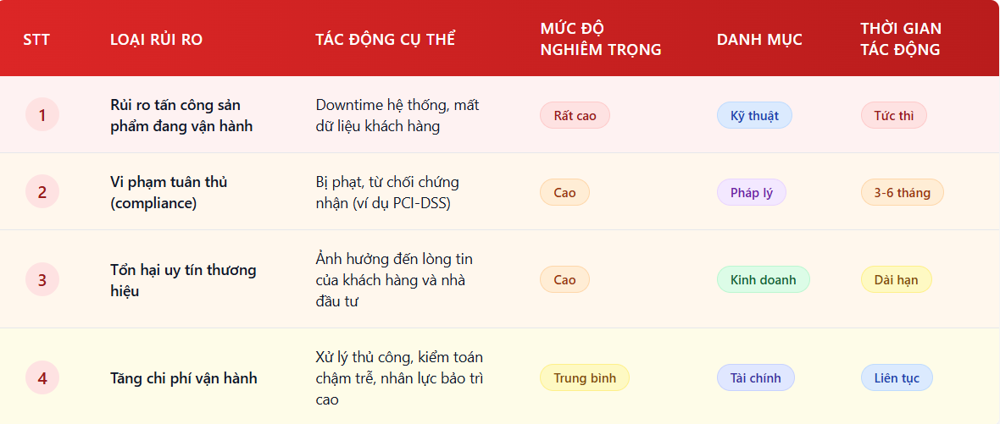 STT
LOẠI RỦI RO
TÁC ĐỘNG CỤ THỂ
MỨC ĐỘ
NGHIÊM TRỌNG
DANH MỤC
THỜI GIAN
TÁC ĐỘNG
1
Rủi ro tấn công sản
phẩm đang vận hành
Downtime hệ thống, mất
dữ liệu khách hàng
Rất cao
Kỹ thuật
Tức thì
2
Vi phạm tuân thủ
(compliance)
Bị phạt, từ chối chứng
nhận (ví dụ PCI-DSS)
Cao
Pháp lý
3-6 tháng
3
Tổn hại uy tín thương
hiệu
Ảnh hưởng đến lòng tin
của khách hàng và nhà
đầu tư
Cao
Kinh doanh
Dài hạn
4
Tăng chi phí vận hành
Xử lý thủ công, kiểm toán
chậm trễ, nhân lực bảo trì
cao
Trung bình
Tài chính
Liên tục